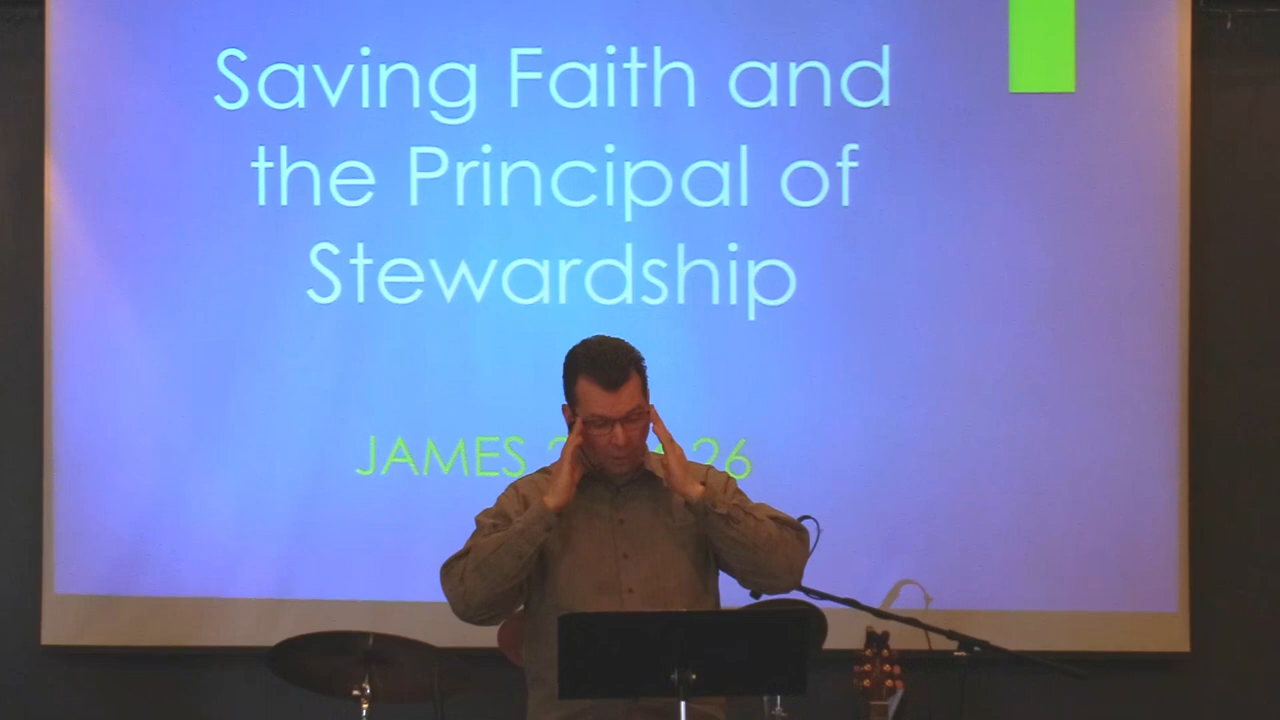 Saving Faith and
the Principal of
Stewardship
JAMES 26